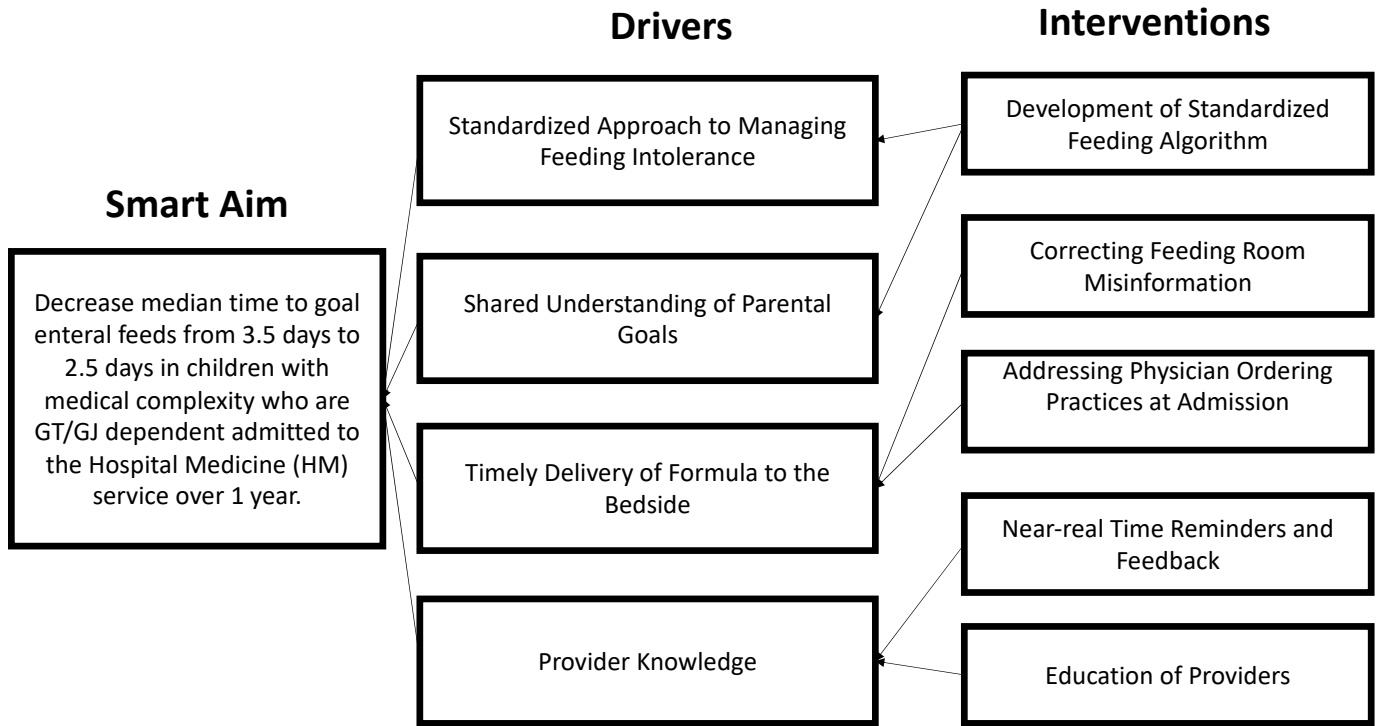 Drivers
Interventions
Smart Aim
Decrease median time to goal
enteral feeds from 3.5 days to
2.5 days in children with
medical complexity who are
GT/GJ dependent admitted to
the Hospital Medicine (HM)
service over 1 year.
Standardized Approach to Managing
Feeding Intolerance
Shared Understanding of Parental
Goals
Timely Delivery of Formula to the
Bedside
Provider Knowledge
Development of Standardized
Feeding Algorithm
Correcting Feeding Room
Misinformation
Addressing Physician Ordering
Practices at Admission
Near-real Time Reminders and
Feedback
Education of Providers